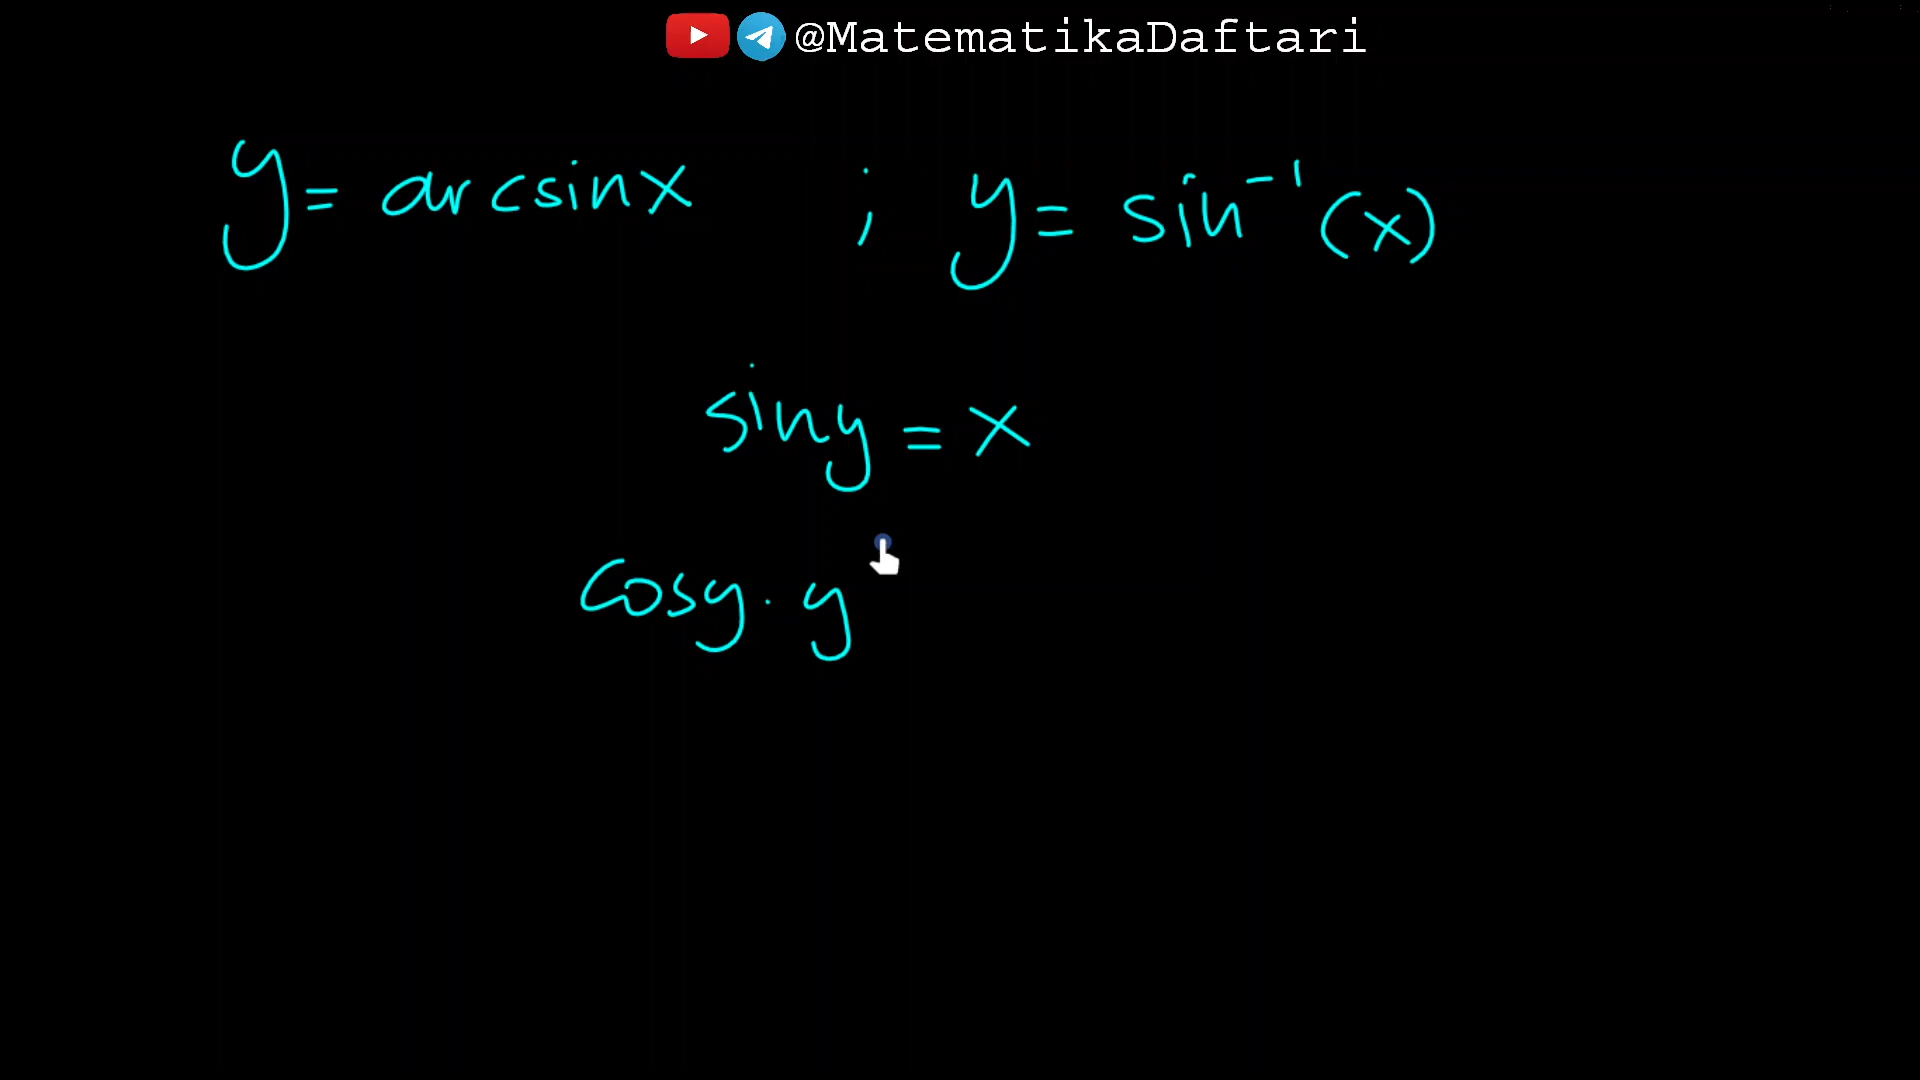 @MatematikaDaftari
y = arcsinx ; y = sin⁻¹(x)
siny = x
cosy · y